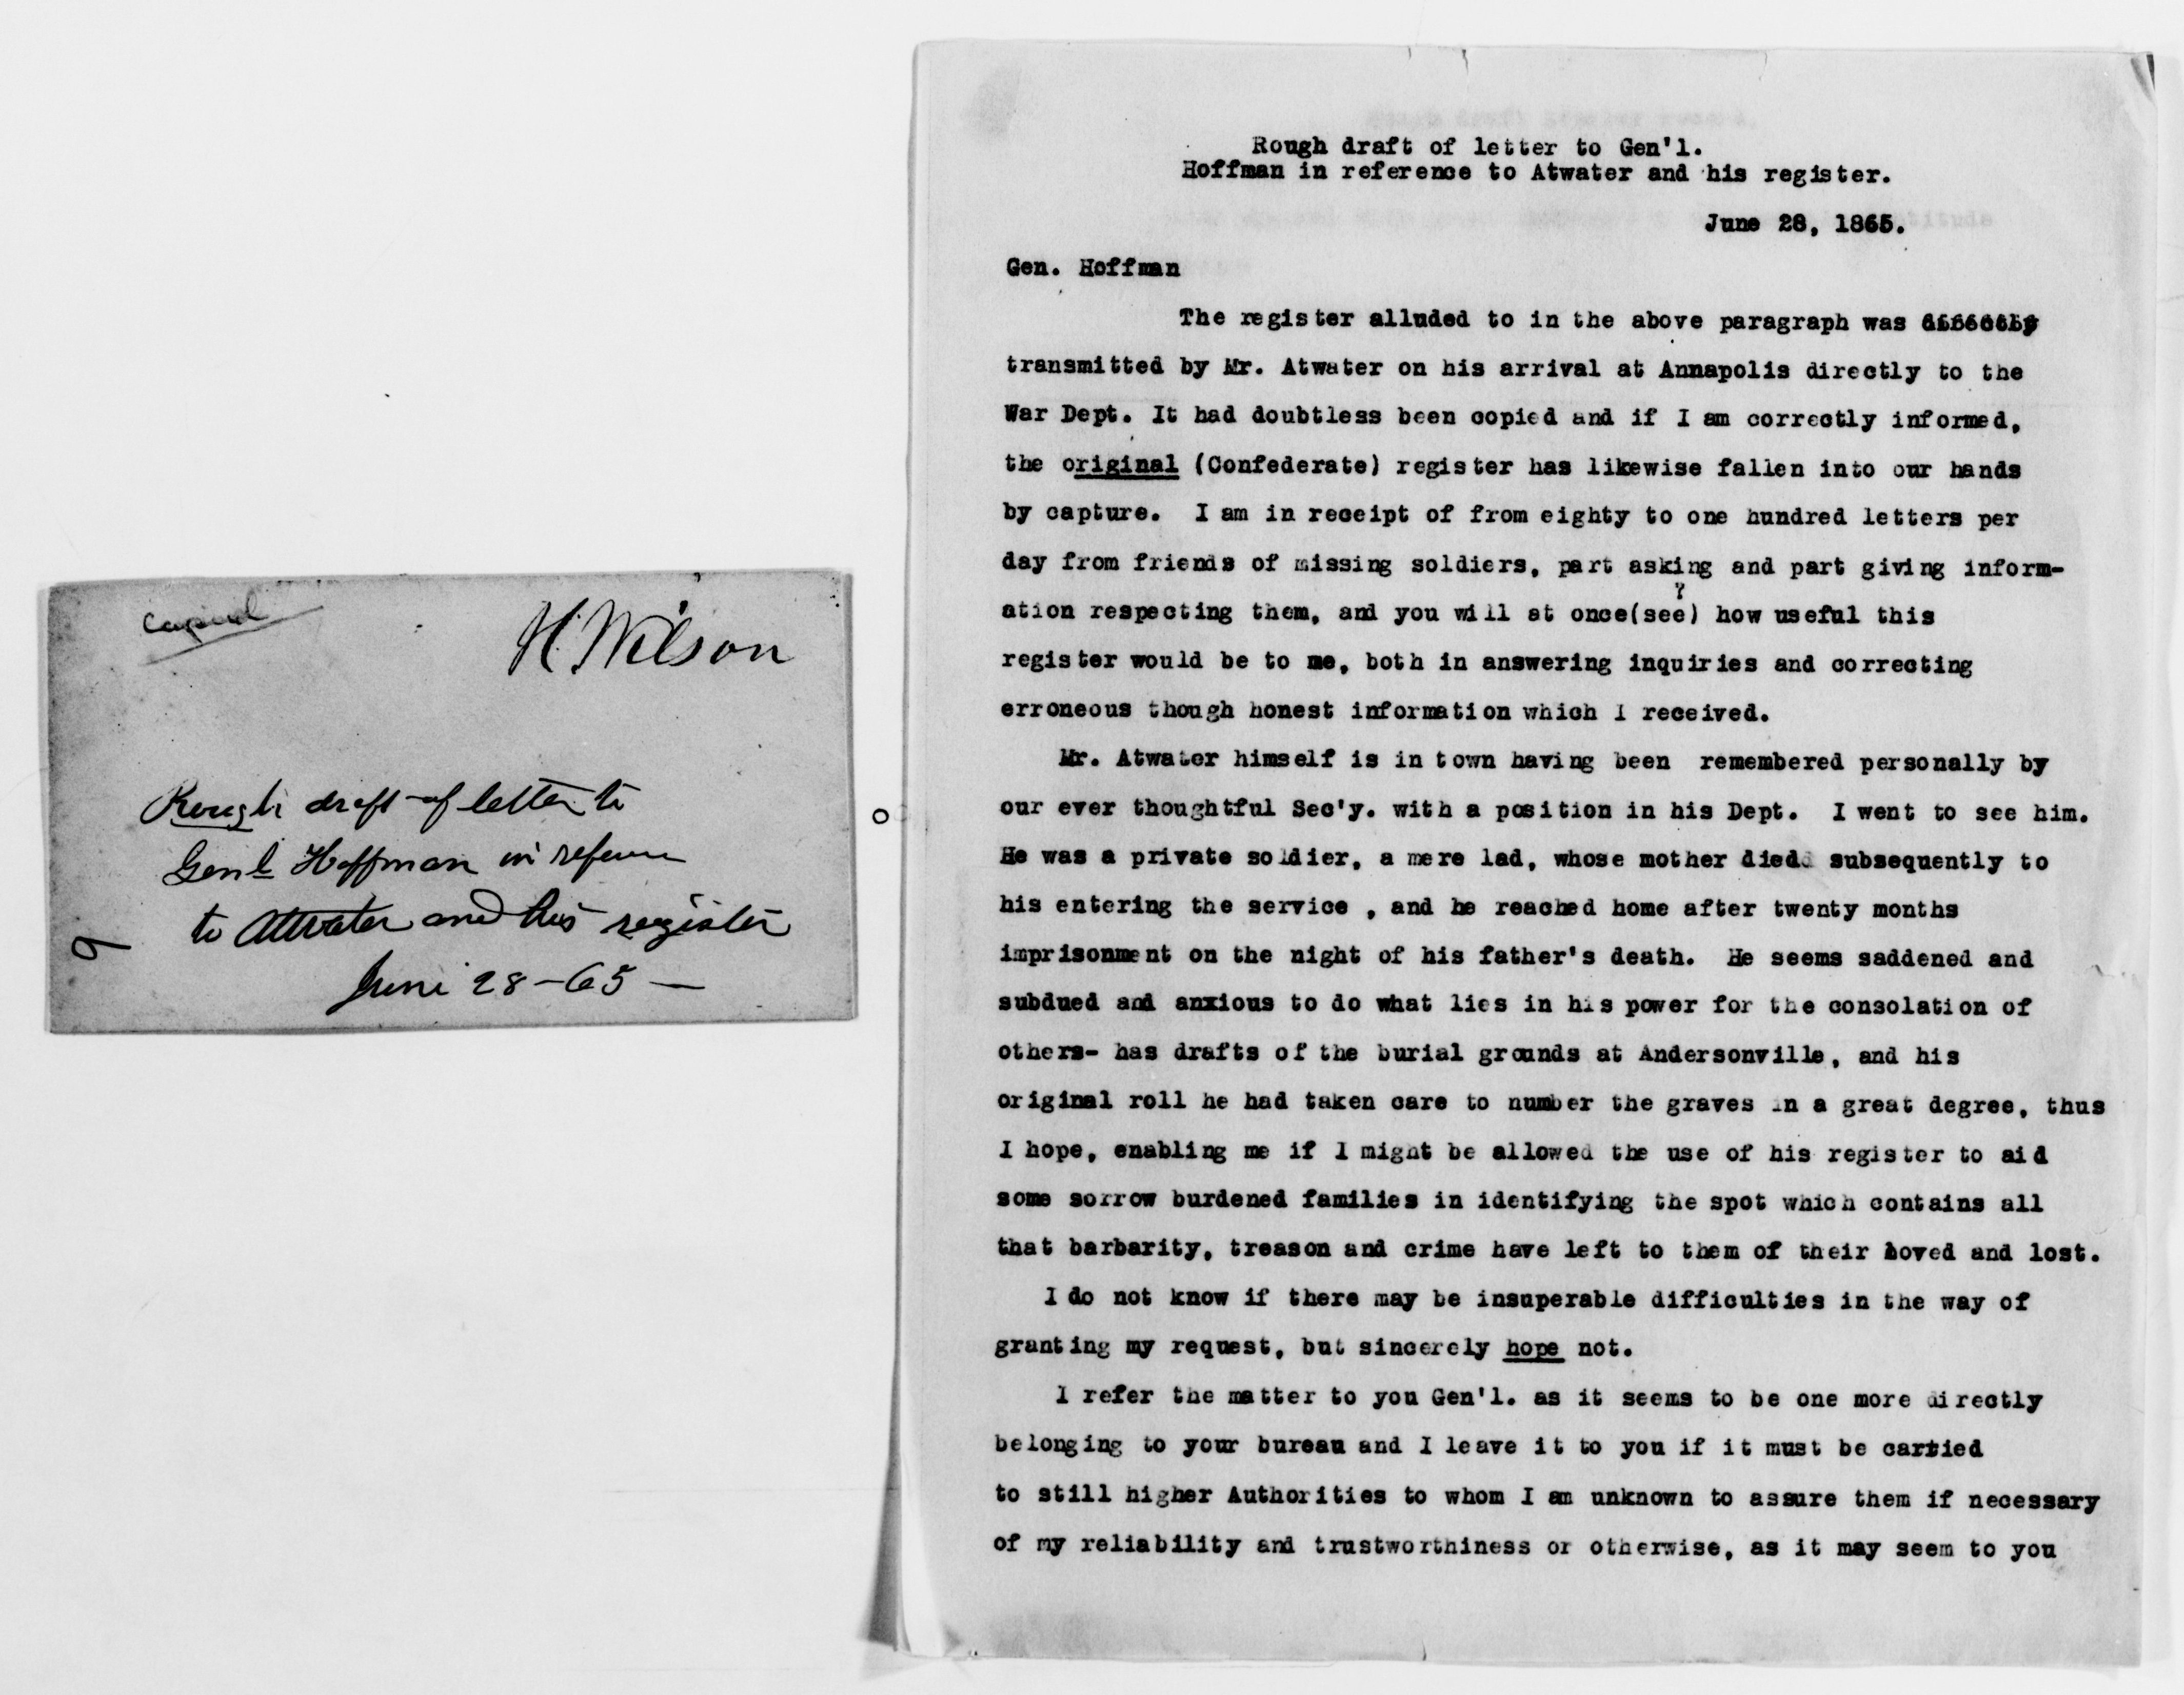 copied
H. Wilson
Rough draft of letter to
Genl Hoffman in reference
to Atwater and his register
June 28 - 65 -
Rough draft of letter to Gen'l.
Hoffman in reference to Atwater and his register.
June 28, 1865.
Gen. Hoffman
The register alluded to in the above paragraph was directly
transmitted by Mr. Atwater on his arrival at Annapolis directly to the
War Dept. It had doubtless been copied and if I am correctly informed,
the original (Confederate) register has likewise fallen into our hands
by capture. I am in receipt of from eighty to one hundred letters per
day from friends of missing soldiers, part asking and part giving inform-
?
ation respecting them, and you will at once(see) how useful this
register would be to me, both in answering inquiries and correcting
erroneous though honest information which I received.
Mr. Atwater himself is in town having been remembered personally by
our ever thoughtful Sec'y. with a position in his Dept. I went to see him.
He was a private soldier, a mere lad, whose mother died subsequently to
his entering the service , and he reached home after twenty months
imprisonment on the night of his father's death. He seems saddened and
subdued and anxious to do what lies in his power for the consolation of
others- has drafts of the burial grounds at Andersonville, and his
original roll he had taken care to number the graves in a great degree, thus
I hope, enabling me if I might be allowed the use of his register to aid
some sorrow burdened families in identifying the spot which contains all
that barbarity, treason and crime have left to them of their loved and lost.
I do not know if there may be insuperable difficulties in the way of
granting my request, but sincerely hope not.
I refer the matter to you Gen'l. as it seems to be one more directly
belonging to your bureau and I leave it to you if it must be carried
to still higher Authorities to whom I am unknown to assure them if necessary
of my reliability and trustworthiness or otherwise, as it may seem to you